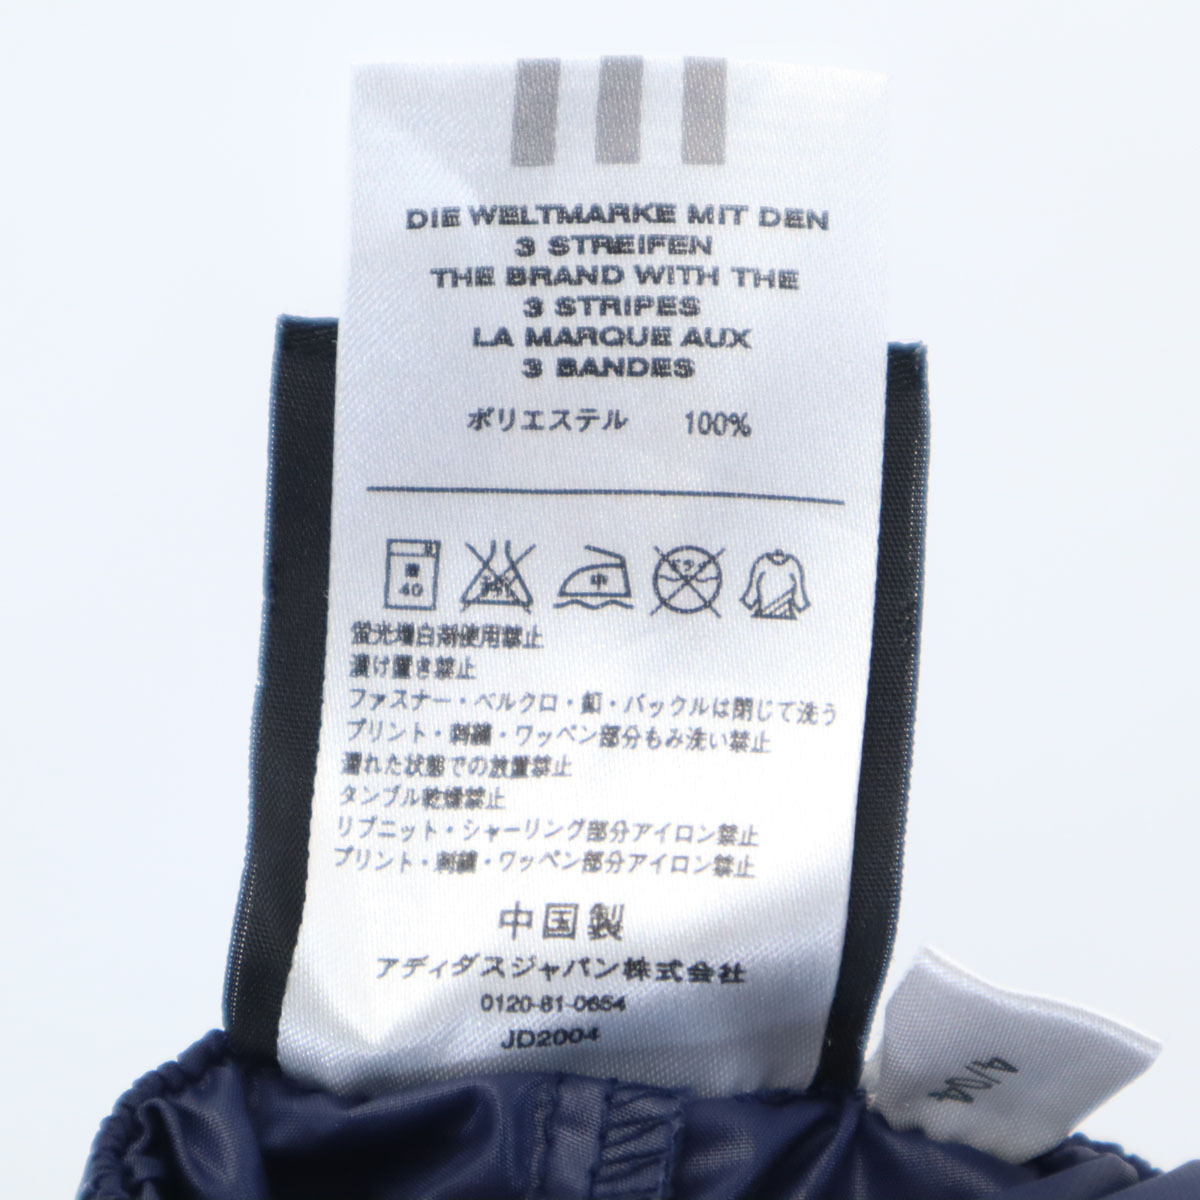 DIE WELTMARKE MIT DEN
3 STREIFEN
THE BRAND WITH THE
3 STRIPES
LA MARQUE AUX
3 BANDES
ポリエステル 100%
40
中
ドライ
蛍光増白剤使用禁止
漬け置き禁止
ファスナー・ベルクロ・釦・バックルは閉じて洗う
プリント・刺繍・ワッペン部分もみ洗い禁止
濡れた状態での放置禁止
タンブル乾燥禁止
リブニット・シャーリング部分アイロン禁止
プリント・刺繍・ワッペン部分アイロン禁止
中国製
アディダスジャパン株式会社
0120-81-0654
JD2004
4/04